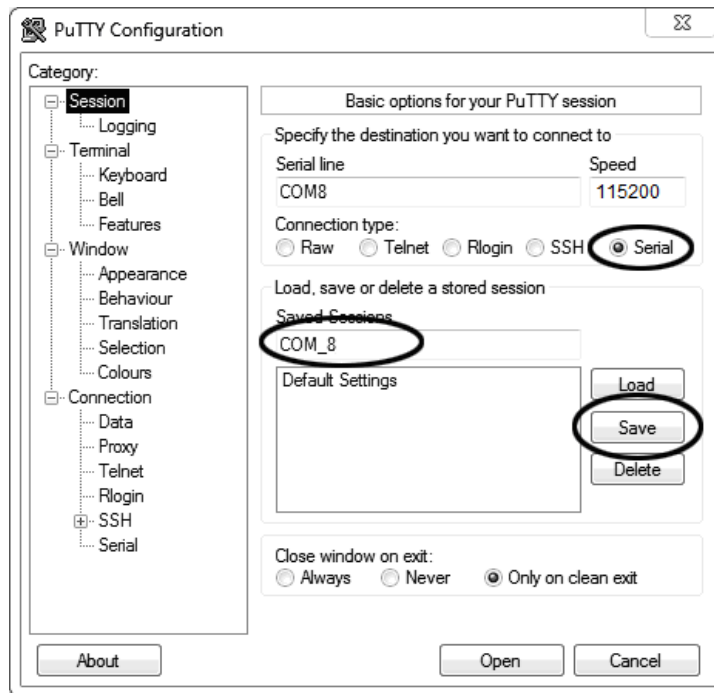 PuTTY Configuration
Category:
Session
Logging
Terminal
Keyboard
Bell
Features
Window
Appearance
Behaviour
Translation
Selection
Colours
Connection
Data
Proxy
Telnet
Rlogin
SSH
Serial
Basic options for your PuTTY session
Specify the destination you want to connect to
Serial line Speed
COM8 115200
Connection type:
Raw Telnet Rlogin SSH Serial
Load, save or delete a stored session
Saved Sessions
COM_8
Default Settings
Load
Save
Delete
Close window on exit:
Always Never Only on clean exit
About Open Cancel